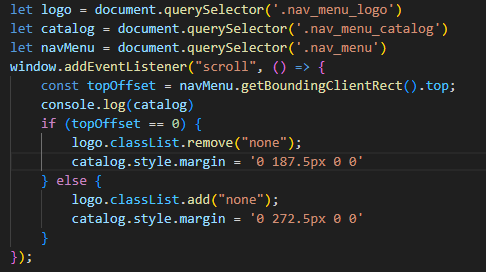 let logo = document.querySelector('.nav_menu_logo')
let catalog = document.querySelector('.nav_menu_catalog')
let navMenu = document.querySelector('.nav_menu')
window.addEventListener("scroll", () => {
    const topOffset = navMenu.getBoundingClientRect().top;
    console.log(catalog)
    if (topOffset == 0) {
        logo.classList.remove("none");
        catalog.style.margin = '0 187.5px 0 0'
    } else {
        logo.classList.add("none");
        catalog.style.margin = '0 272.5px 0 0'
    }
});